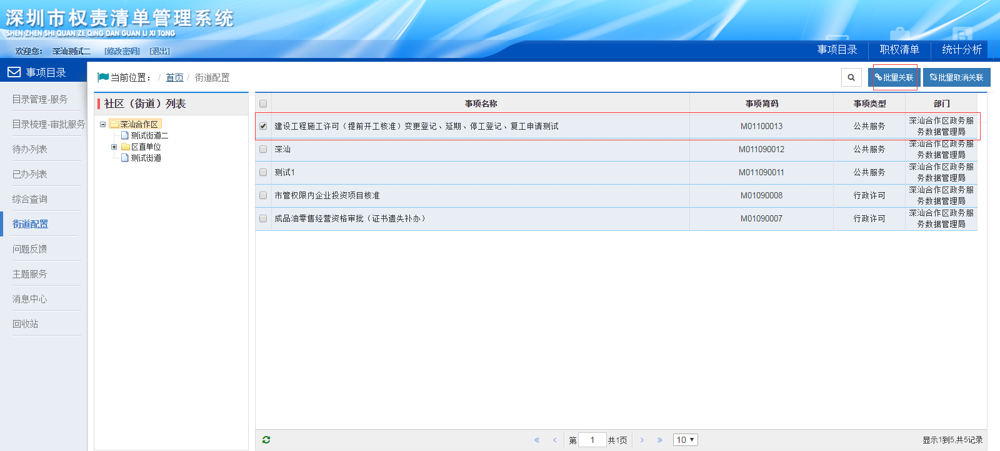 深圳市权责清单管理系统
SHEN ZHEN SHI QUAN ZE QING DAN GUAN LI XI TONG
欢迎您： 深汕测试二 [修改密码] [退出]
事项目录 职权清单 统计分析
事项目录
目录管理-服务
目录梳理-审批服务
待办列表
已办列表
综合查询
街道配置
问题反馈
主题服务
消息中心
回收站
当前位置： / 首页 / 街道配置
批量关联 批量取消关联
社区（街道）列表
深汕合作区
测试街道二
区直单位
测试街道
事项名称 事项简码 事项类型 部门
建设工程施工许可（提前开工核准）变更登记、延期、停工登记、复工申请测试 M01100013 公共服务 深汕合作区政务服
务数据管理局
深汕 M011090012 公共服务 深汕合作区政务服
务数据管理局
测试1 M011090011 公共服务 深汕合作区政务服
务数据管理局
市管权限内企业投资项目核准 M01090008 行政许可 深汕合作区政务服
务数据管理局
成品油零售经营资格审批（证书遗失补办） M01090007 行政许可 深汕合作区政务服
务数据管理局
« ‹ 第 1 共1页 › » 10 显示1到5,共5记录